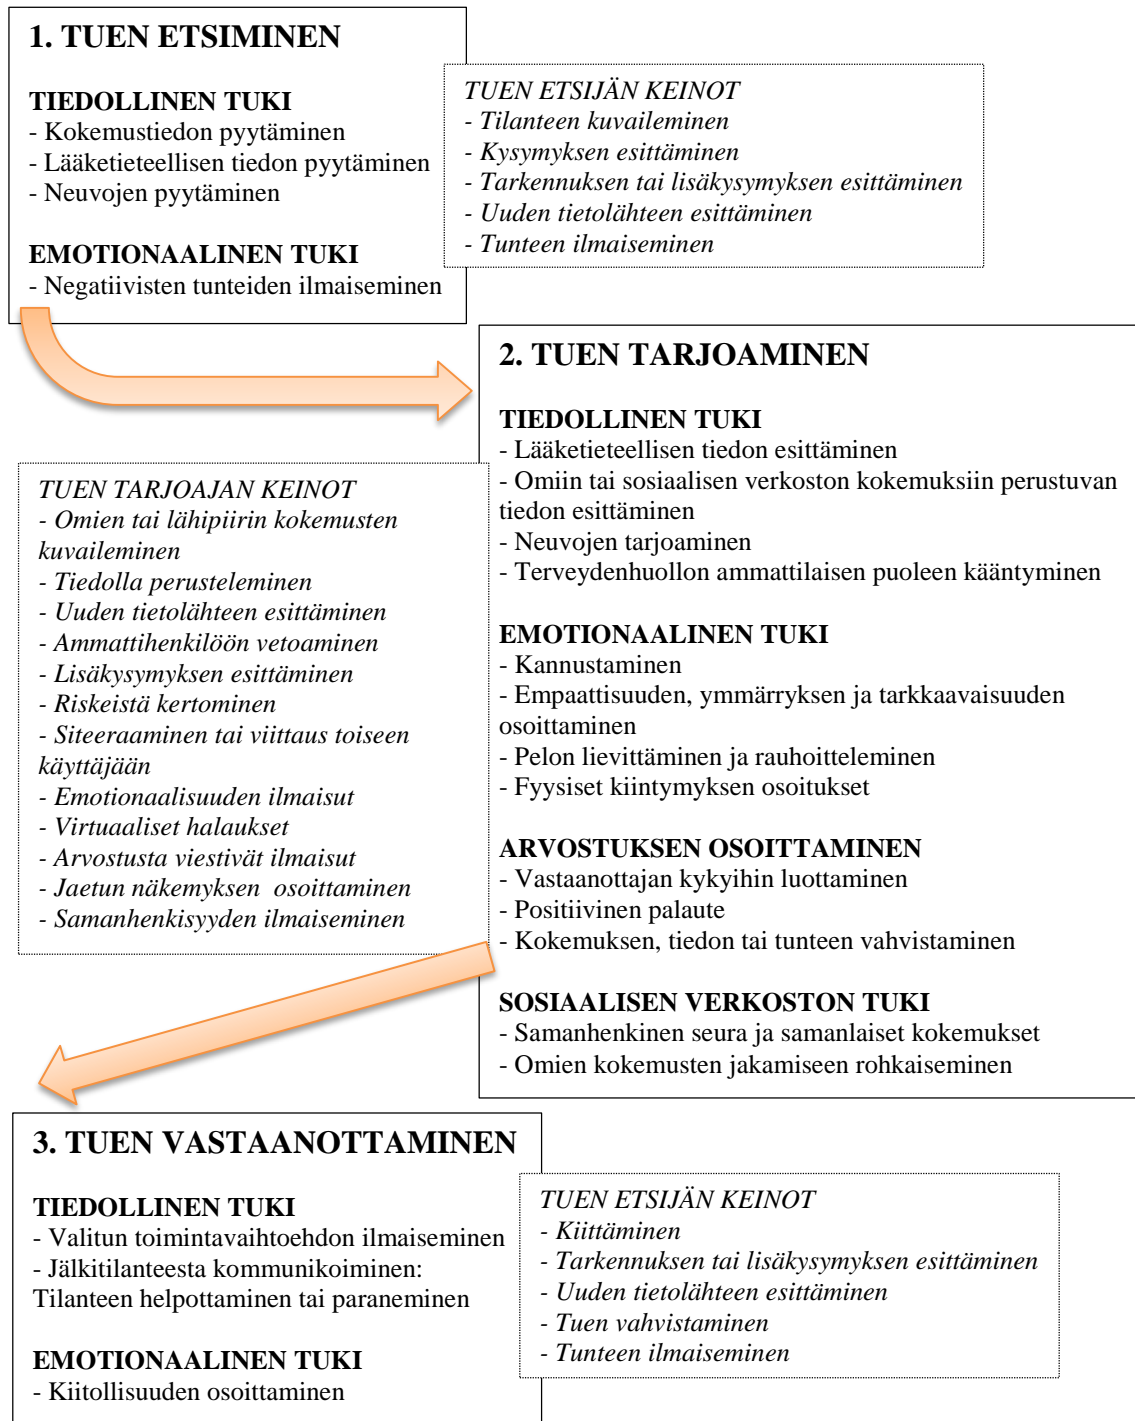 1. TUEN ETSIMINEN
TIEDOLLINEN TUKI
- Kokemustiedon pyytäminen
- Lääketieteellisen tiedon pyytäminen
- Neuvojen pyytäminen
EMOTIONAALINEN TUKI
- Negatiivisten tunteiden ilmaiseminen
TUEN ETSIJÄN KEINOT
- Tilanteen kuvaileminen
- Kysymyksen esittäminen
- Tarkennuksen tai lisäkysymyksen esittäminen
- Uuden tietolähteen esittäminen
- Tunteen ilmaiseminen
2. TUEN TARJOAMINEN
TIEDOLLINEN TUKI
- Lääketieteellisen tiedon esittäminen
- Omiin tai sosiaalisen verkoston kokemuksiin perustuvan
tiedon esittäminen
- Neuvojen tarjoaminen
- Terveydenhuollon ammattilaisen puoleen kääntyminen
EMOTIONAALINEN TUKI
- Kannustaminen
- Empaattisuuden, ymmärryksen ja tarkkaavaisuuden
osoittaminen
- Pelon lievittäminen ja rauhoitteleminen
- Fyysiset kiintymyksen osoitukset
ARVOSTUKSEN OSOITTAMINEN
- Vastaanottajan kykyihin luottaminen
- Positiivinen palaute
- Kokemuksen, tiedon tai tunteen vahvistaminen
SOSIAALISEN VERKOSTON TUKI
- Samanhenkinen seura ja samanlaiset kokemukset
- Omien kokemusten jakamiseen rohkaiseminen
TUEN TARJOAJAN KEINOT
- Omien tai lähipiirin kokemusten
kuvaileminen
- Tiedolla perusteleminen
- Uuden tietolähteen esittäminen
- Ammattihenkilöön vetoaminen
- Lisäkysymyksen esittäminen
- Riskeistä kertominen
- Siteeraaminen tai viittaus toiseen
käyttäjään
- Emotionaalisuuden ilmaisut
- Virtuaaliset halaukset
- Arvostusta viestivät ilmaisut
- Jaetun näkemyksen osoittaminen
- Samanhenkisyyden ilmaiseminen
3. TUEN VASTAANOTTAMINEN
TIEDOLLINEN TUKI
- Valitun toimintavaihtoehdon ilmaiseminen
- Jälkitilanteesta kommunikoiminen:
Tilanteen helpottaminen tai paraneminen
EMOTIONAALINEN TUKI
- Kiitollisuuden osoittaminen
TUEN ETSIJÄN KEINOT
- Kiittäminen
- Tarkennuksen tai lisäkysymyksen esittäminen
- Uuden tietolähteen esittäminen
- Tuen vahvistaminen
- Tunteen ilmaiseminen